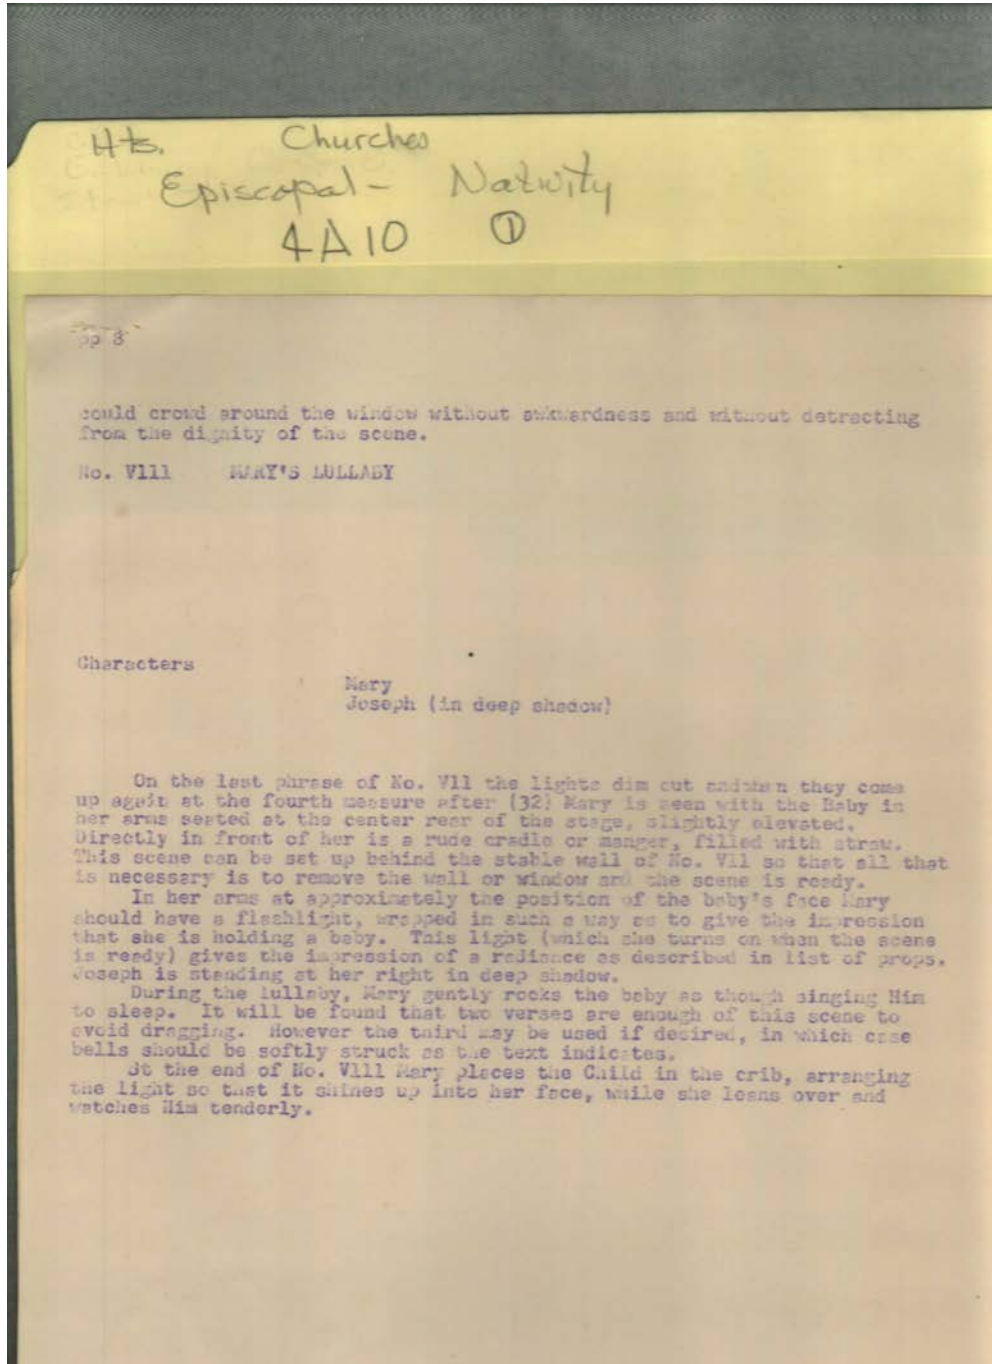 Hts. Churches
Episcopal - Nativity
4A10 ①
pp 8
could crowd around the window without awkwardness and without detracting
from the dignity of the scene.
No. V111 MARY'S LULLABY
Characters
Mary
Joseph (in deep shadow)
On the last phrase of No. V11 the lights dim out and they come
up again at the fourth measure after (32) Mary is seen with the Baby in
her arms seated at the center rear of the stage, slightly elevated.
Directly in front of her is a rude cradle or manger, filled with straw.
This scene can be set up behind the stable wall of No. V11 so that all that
is necessary is to remove the wall or window and the scene is ready.
In her arms at approximately the position of the baby's face Mary
should have a flashlight, wrapped in such a way as to give the impression
that she is holding a baby. This light (which she turns on when the scene
is ready) gives the impression of a radiance as described in list of props.
Joseph is standing at her right in deep shadow.
During the lullaby, Mary gently rocks the baby as though singing Him
to sleep. It will be found that two verses are enough of this scene to
avoid dragging. However the third may be used if desired, in which case
bells should be softly struck as the text indicates.
At the end of No. V111 Mary places the Child in the crib, arranging
the light so that it shines up into her face, while she leans over and
watches Him tenderly.